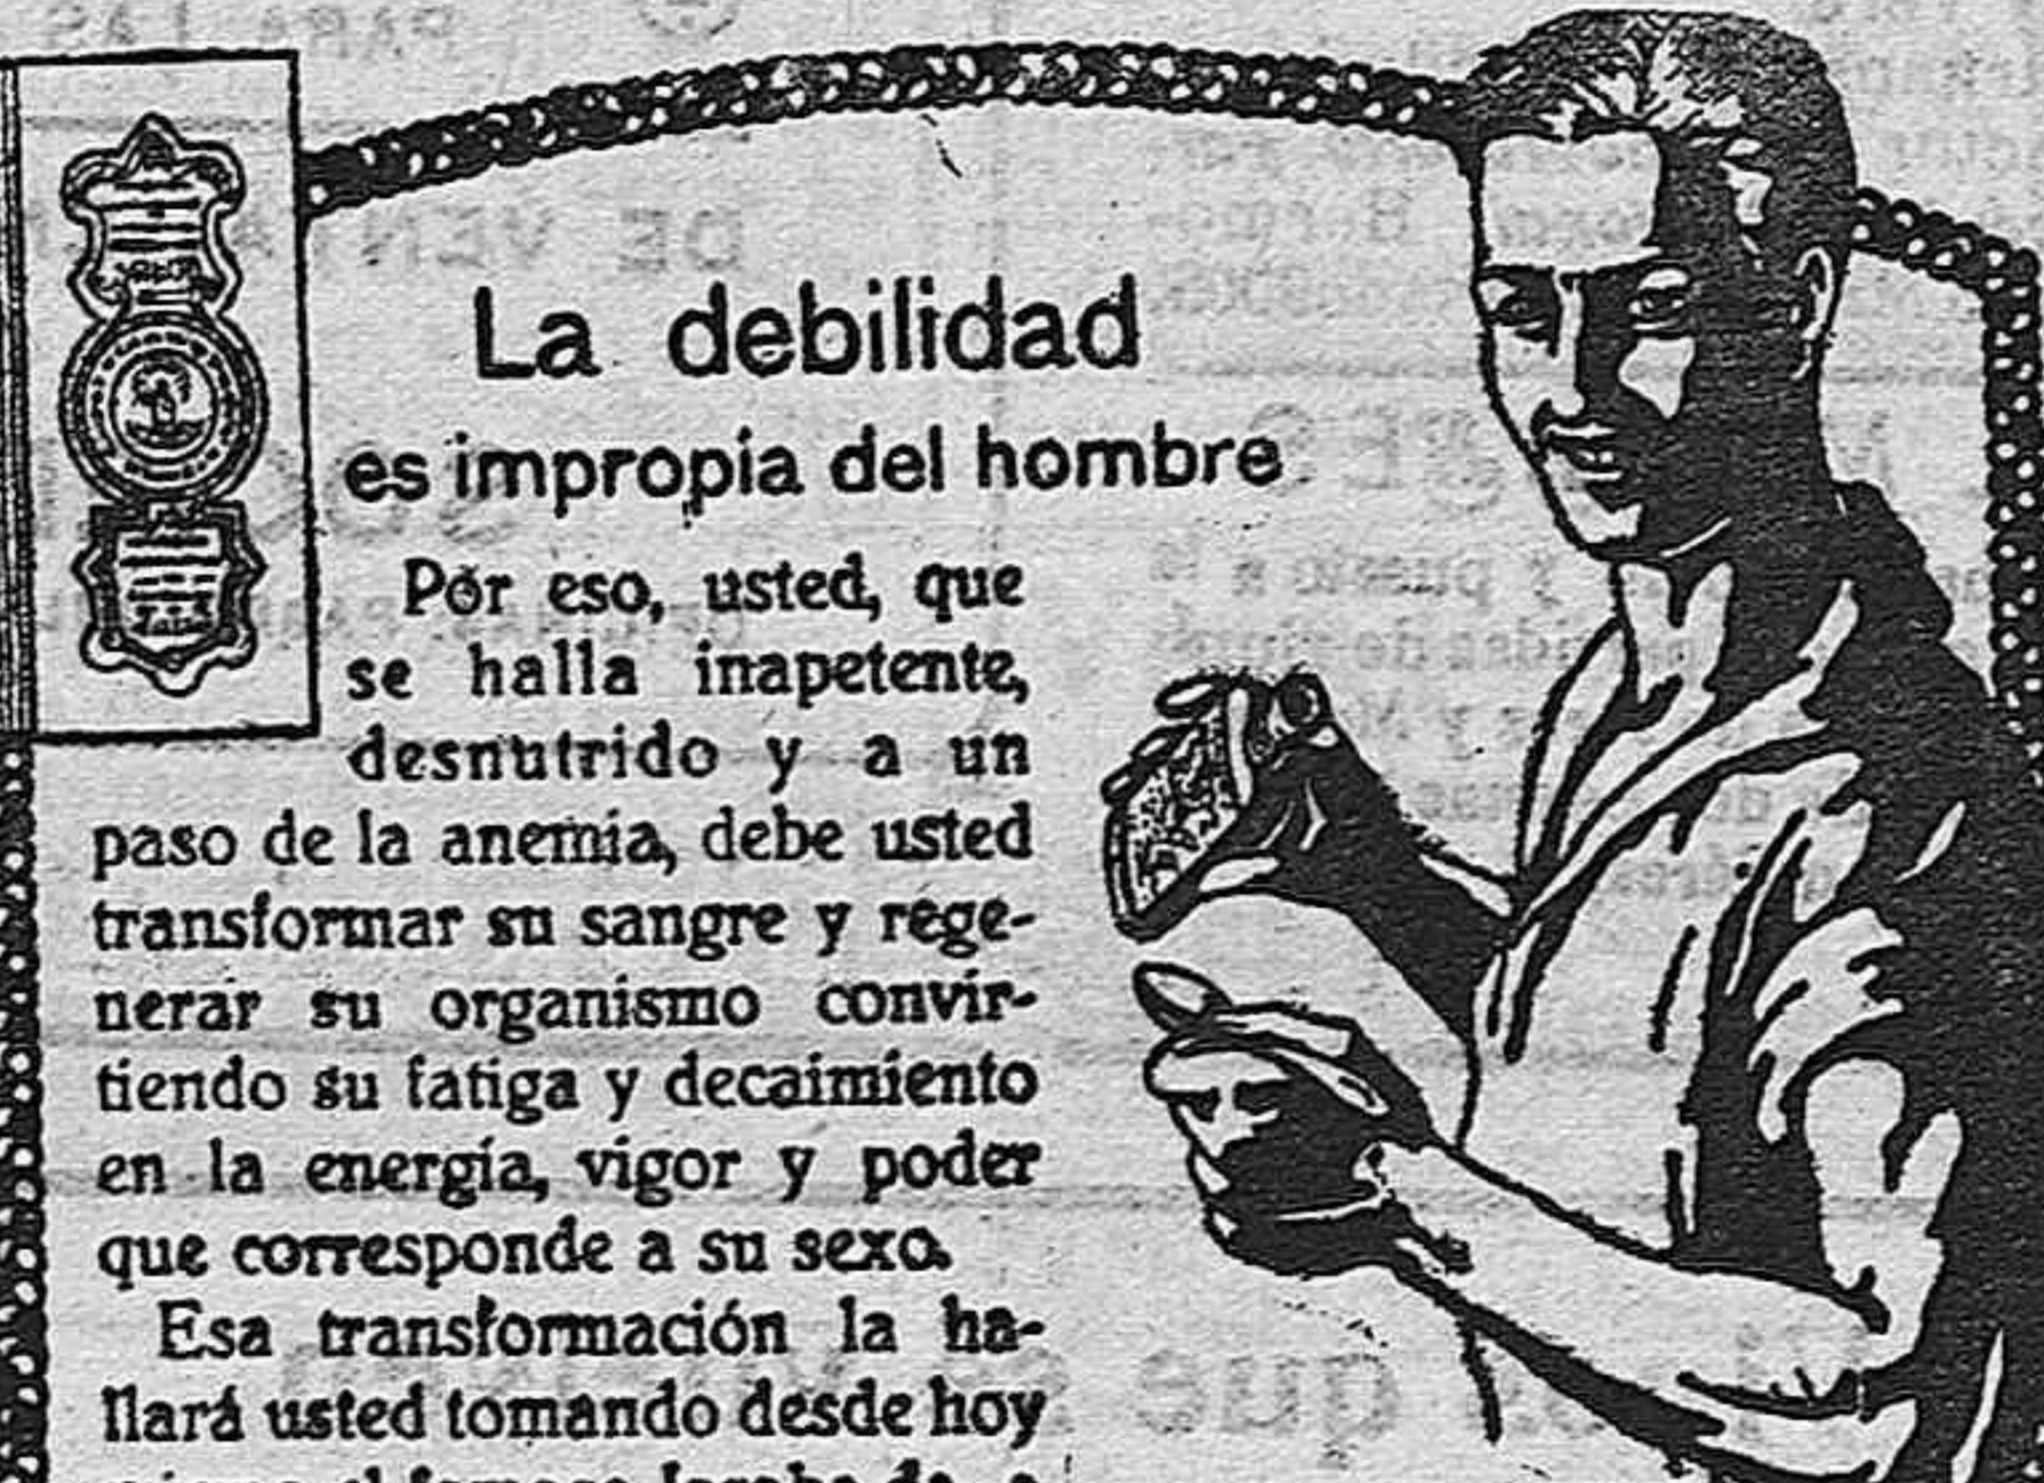 La debilidad
es impropia del hombre
Por eso, usted, que
se halla inapetente,
desnutrido y a un
paso de la anemia, debe usted
transformar su sangre y rege-
nerar su organismo convir-
tiendo su fatiga y decaimiento
en la energía, vigor y poder
que corresponde a su sexo.
Esa transformación la ha-
llará usted tomando desde hoy